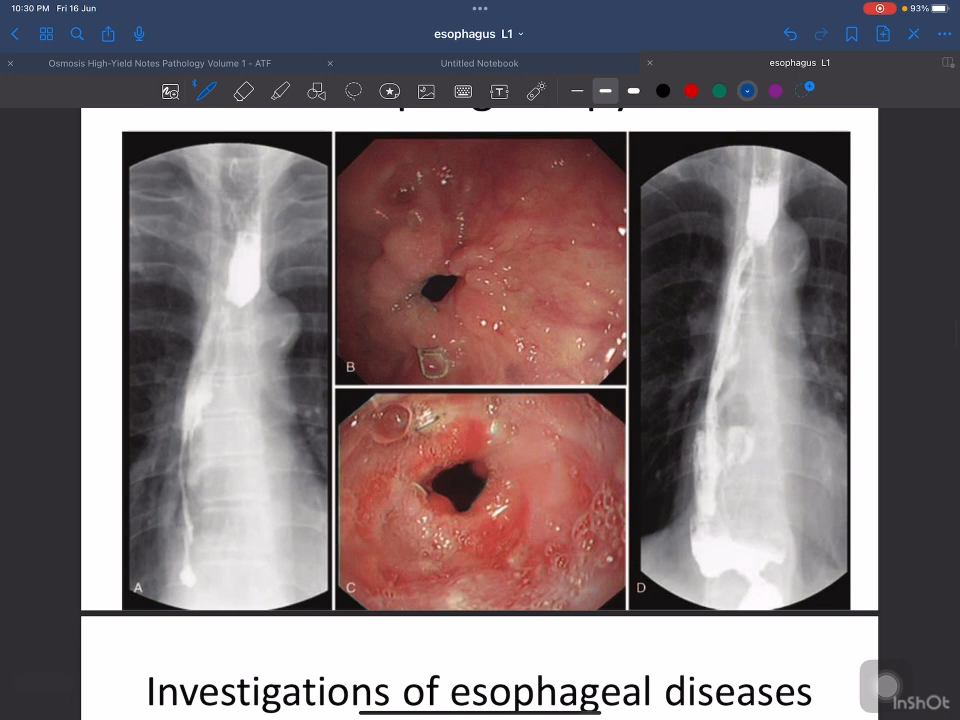 10:30 PM Fri 16 Jun
93%
esophagus L1
Osmosis High-Yield Notes Pathology Volume 1 - ATF
Untitled Notebook
esophagus L1
A
B
C
D
Investigations of esophageal diseases
InShOt